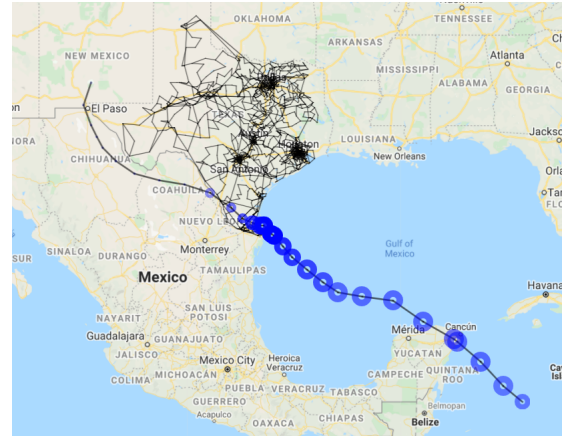 OKLAHOMA
TENNESSEE
ARKANSAS
NEW MEXICO
MISSISSIPPI
Atlanta
ALABAMA
GEORGIA
El Paso
TEXAS
Jackso
LOUISIANA
Houston
New Orleans
CHIHUAHUA
San Antonio
COAHUILA
NUEVO LEON
Monterrey
Gulf of
Mexico
SINALOA
DURANGO
TAMAULIPAS
Mexico
Havana
SAN LUIS
POTOSI
NAYARIT
Mérida
Cancún
Guadalajara
GUANAJUATO
YUCATAN
JALISCO
Mexico City
Heroica
Veracruz
CAMPECHE
QUINTANA
ROO
COLIMA
MICHOACÁN
PUEBLA
VERACRUZ
TABASCO
GUERRERO
Belmopan
Acapulco
OAXACA
CHIAPAS
Belize